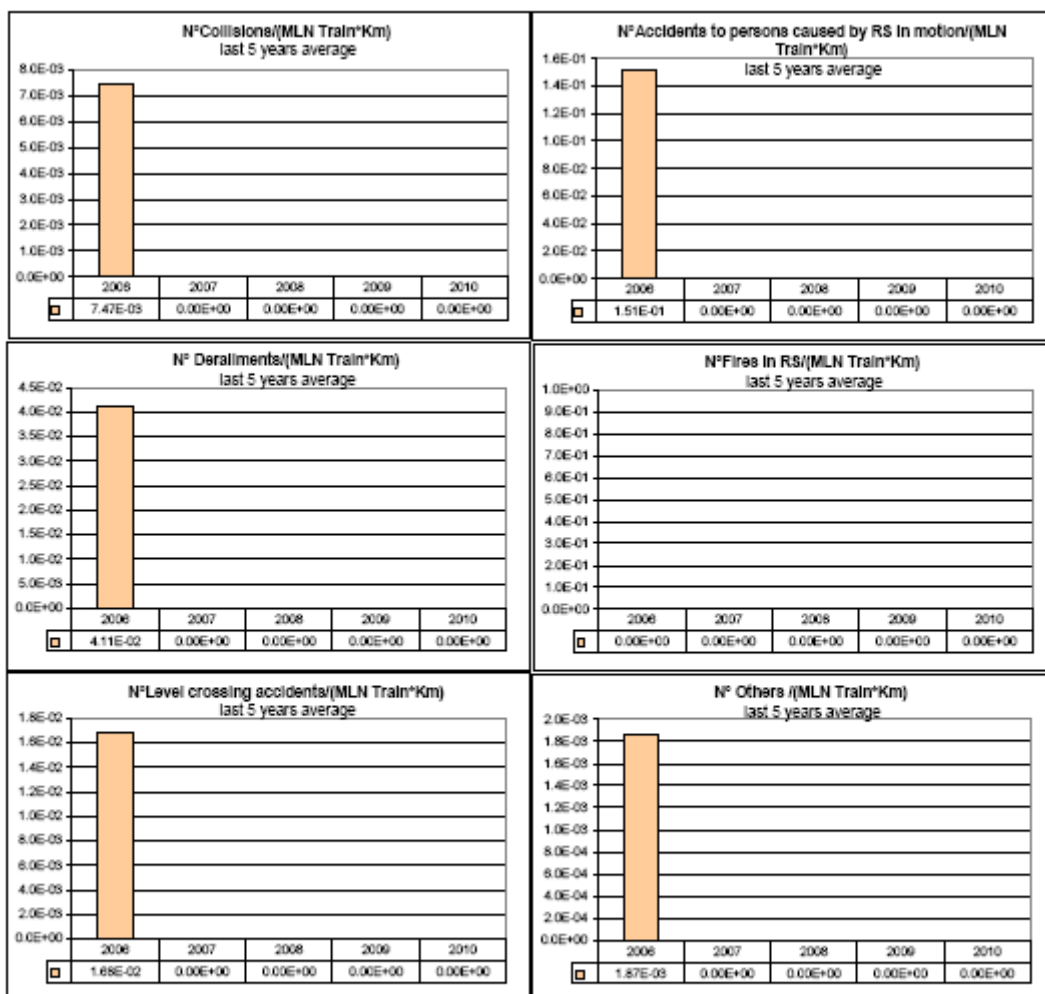 N°Collisions/(MLN Train*Km)
last 5 years average
8.0E-03
7.0E-03
6.0E-03
5.0E-03
4.0E-03
3.0E-03
2.0E-03
1.0E-03
0.0E+00
2006 2007 2008 2009 2010
7.47E-03 0.00E+00 0.00E+00 0.00E+00 0.00E+00
N°Accidents to persons caused by RS in motion/(MLN
Train*Km)
last 5 years average
1.6E-01
1.4E-01
1.2E-01
1.0E-01
8.0E-02
6.0E-02
4.0E-02
2.0E-02
0.0E+00
2006 2007 2008 2009 2010
1.51E-01 0.00E+00 0.00E+00 0.00E+00 0.00E+00
N° Derailments/(MLN Train*Km)
last 5 years average
4.5E-02
4.0E-02
3.5E-02
3.0E-02
2.5E-02
2.0E-02
1.5E-02
1.0E-02
5.0E-03
0.0E+00
2006 2007 2008 2009 2010
4.11E-02 0.00E+00 0.00E+00 0.00E+00 0.00E+00
N°Fires in RS/(MLN Train*Km)
last 5 years average
1.0E+00
9.0E-01
8.0E-01
7.0E-01
6.0E-01
5.0E-01
4.0E-01
3.0E-01
2.0E-01
1.0E-01
0.0E+00
2006 2007 2008 2009 2010
0.00E+00 0.00E+00 0.00E+00 0.00E+00 0.00E+00
N°Level crossing accidents/(MLN Train*Km)
last 5 years average
1.8E-02
1.6E-02
1.4E-02
1.2E-02
1.0E-02
8.0E-03
6.0E-03
4.0E-03
2.0E-03
0.0E+00
2006 2007 2008 2009 2010
1.68E-02 0.00E+00 0.00E+00 0.00E+00 0.00E+00
N° Others /(MLN Train*Km)
last 5 years average
2.0E-03
1.8E-03
1.6E-03
1.4E-03
1.2E-03
1.0E-03
8.0E-04
6.0E-04
4.0E-04
2.0E-04
0.0E+00
2006 2007 2008 2009 2010
1.87E-03 0.00E+00 0.00E+00 0.00E+00 0.00E+00